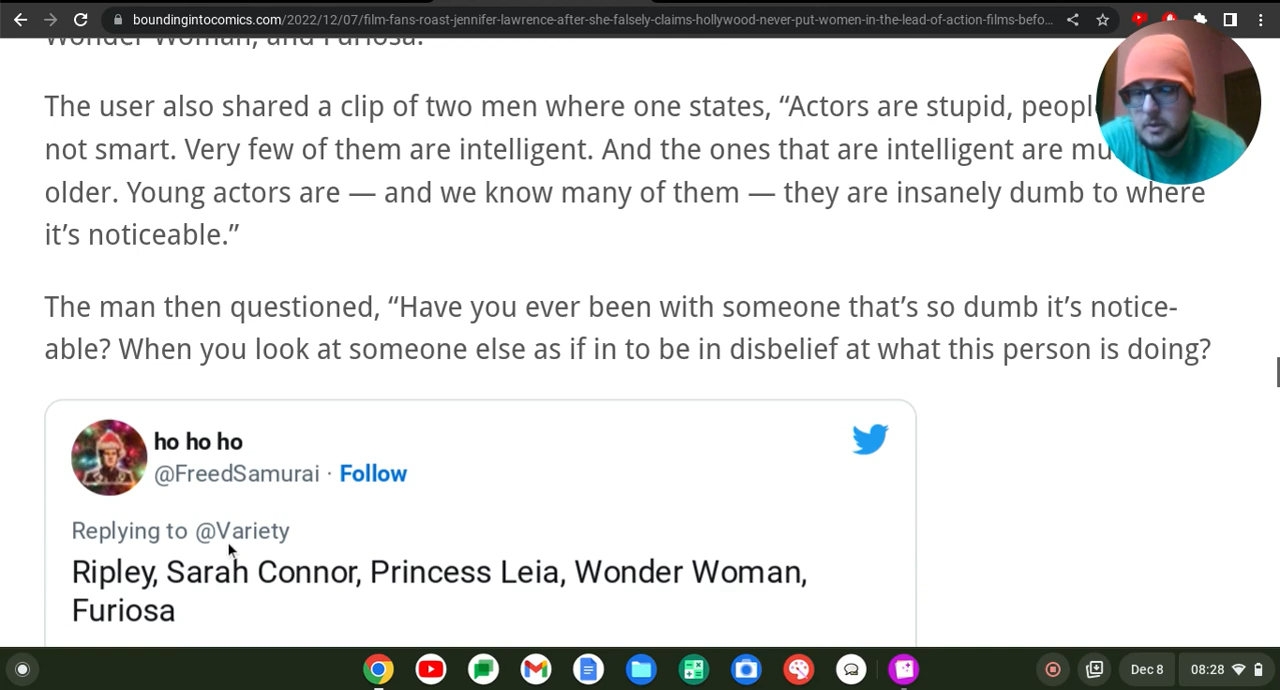 boundingintocomics.com/2022/12/07/film-fans-roast-jennifer-lawrence-after-she-falsely-claims-hollywood-never-put-women-in-the-lead-of-action-films-befo...
Wonder Woman, and Furiosa.
The user also shared a clip of two men where one states, “Actors are stupid,
not smart. Very few of them are intelligent. And the ones that are intelligent are
older. Young actors are — and we know many of them — they are insanely dumb to where
it’s noticeable.”
The man then questioned, “Have you ever been with someone that’s so dumb it’s notice-
able? When you look at someone else as if in to be in disbelief at what this person is doing?
ho ho ho
@FreedSamurai · Follow
Replying to @Variety
Ripley, Sarah Connor, Princess Leia, Wonder Woman,
Furiosa
Dec 8 08:28